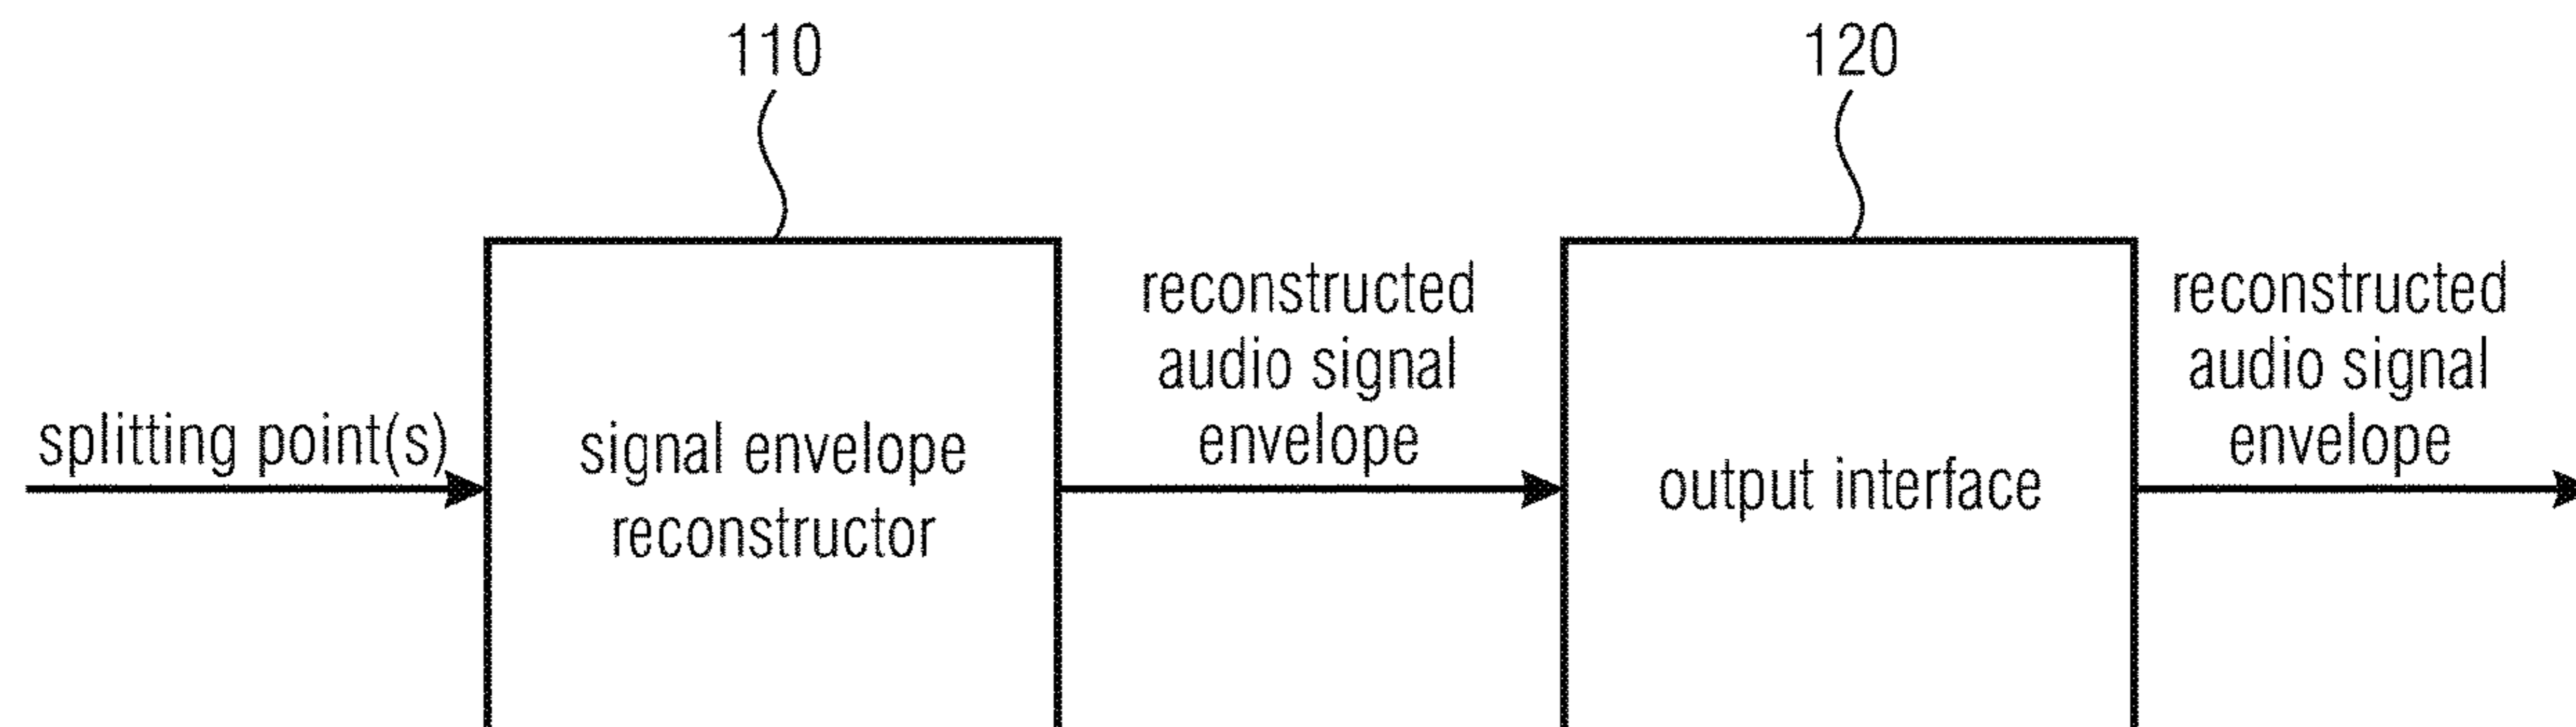 110
120
splitting point(s)
signal envelope
reconstructor
reconstructed
audio signal
envelope
output interface
reconstructed
audio signal
envelope